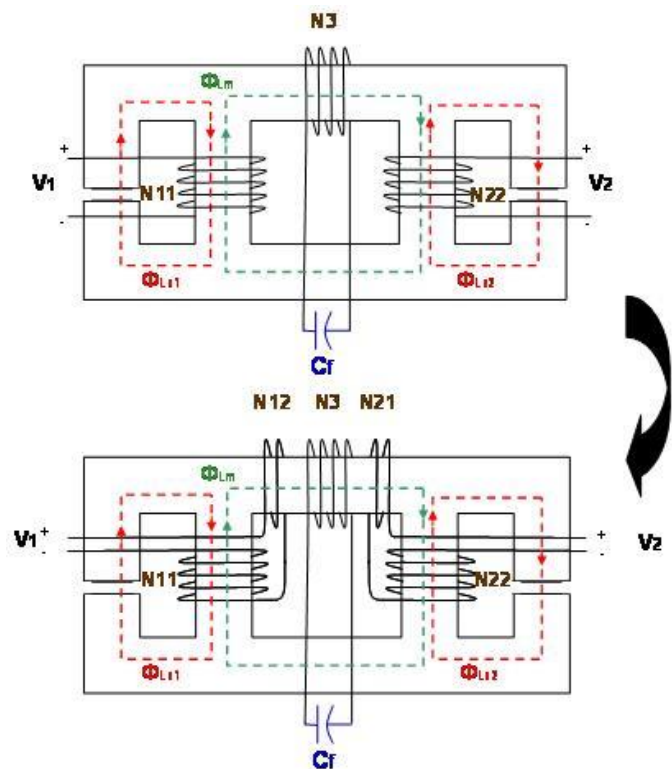 N3
ΦLm
+ +
V1 N11 N22 V2
- -
ΦLs1 ΦLs2
Cf
N12 N3 N21
ΦLm
V1 + + V2
- -
N11 N22
ΦLs1 ΦLs2
Cf